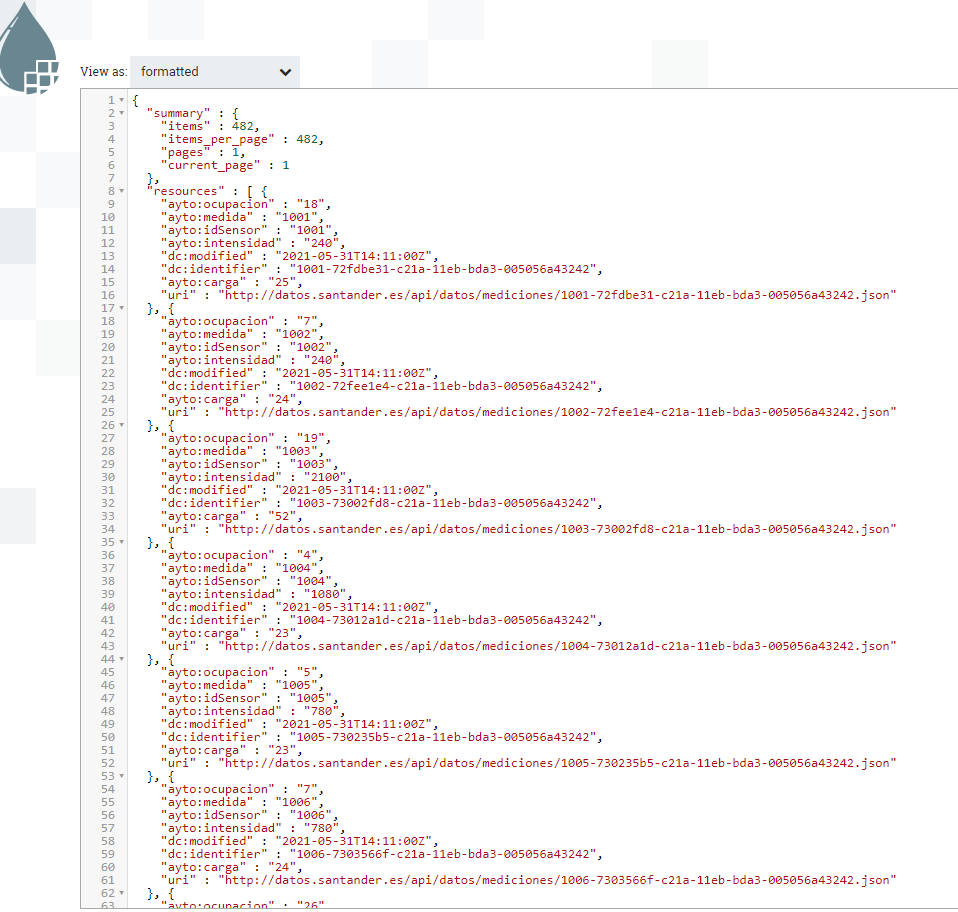 View as: formatted
1 {
2 "summary" : {
3 "items" : 482,
4 "items_per_page" : 482,
5 "pages" : 1,
6 "current_page" : 1
7 },
8 "resources" : [ {
9 "ayto:ocupacion" : "18",
10 "ayto:medida" : "1001",
11 "ayto:idSensor" : "1001",
12 "ayto:intensidad" : "240",
13 "dc:modified" : "2021-05-31T14:11:00Z",
14 "dc:identifier" : "1001-72fdbe31-c21a-11eb-bda3-005056a43242",
15 "ayto:carga" : "25",
16 "uri" : "http://datos.santander.es/api/datos/mediciones/1001-72fdbe31-c21a-11eb-bda3-005056a43242.json"
17 }, {
18 "ayto:ocupacion" : "7",
19 "ayto:medida" : "1002",
20 "ayto:idSensor" : "1002",
21 "ayto:intensidad" : "240",
22 "dc:modified" : "2021-05-31T14:11:00Z",
23 "dc:identifier" : "1002-72fee1e4-c21a-11eb-bda3-005056a43242",
24 "ayto:carga" : "24",
25 "uri" : "http://datos.santander.es/api/datos/mediciones/1002-72fee1e4-c21a-11eb-bda3-005056a43242.json"
26 }, {
27 "ayto:ocupacion" : "19",
28 "ayto:medida" : "1003",
29 "ayto:idSensor" : "1003",
30 "ayto:intensidad" : "2100",
31 "dc:modified" : "2021-05-31T14:11:00Z",
32 "dc:identifier" : "1003-73002fd8-c21a-11eb-bda3-005056a43242",
33 "ayto:carga" : "52",
34 "uri" : "http://datos.santander.es/api/datos/mediciones/1003-73002fd8-c21a-11eb-bda3-005056a43242.json"
35 }, {
36 "ayto:ocupacion" : "4",
37 "ayto:medida" : "1004",
38 "ayto:idSensor" : "1004",
39 "ayto:intensidad" : "1080",
40 "dc:modified" : "2021-05-31T14:11:00Z",
41 "dc:identifier" : "1004-73012a1d-c21a-11eb-bda3-005056a43242",
42 "ayto:carga" : "23",
43 "uri" : "http://datos.santander.es/api/datos/mediciones/1004-73012a1d-c21a-11eb-bda3-005056a43242.json"
44 }, {
45 "ayto:ocupacion" : "5",
46 "ayto:medida" : "1005",
47 "ayto:idSensor" : "1005",
48 "ayto:intensidad" : "780",
49 "dc:modified" : "2021-05-31T14:11:00Z",
50 "dc:identifier" : "1005-730235b5-c21a-11eb-bda3-005056a43242",
51 "ayto:carga" : "23",
52 "uri" : "http://datos.santander.es/api/datos/mediciones/1005-730235b5-c21a-11eb-bda3-005056a43242.json"
53 }, {
54 "ayto:ocupacion" : "7",
55 "ayto:medida" : "1006",
56 "ayto:idSensor" : "1006",
57 "ayto:intensidad" : "780",
58 "dc:modified" : "2021-05-31T14:11:00Z",
59 "dc:identifier" : "1006-7303566f-c21a-11eb-bda3-005056a43242",
60 "ayto:carga" : "24",
61 "uri" : "http://datos.santander.es/api/datos/mediciones/1006-7303566f-c21a-11eb-bda3-005056a43242.json"
62 }, {
63 "ayto:ocupacion" : "26"